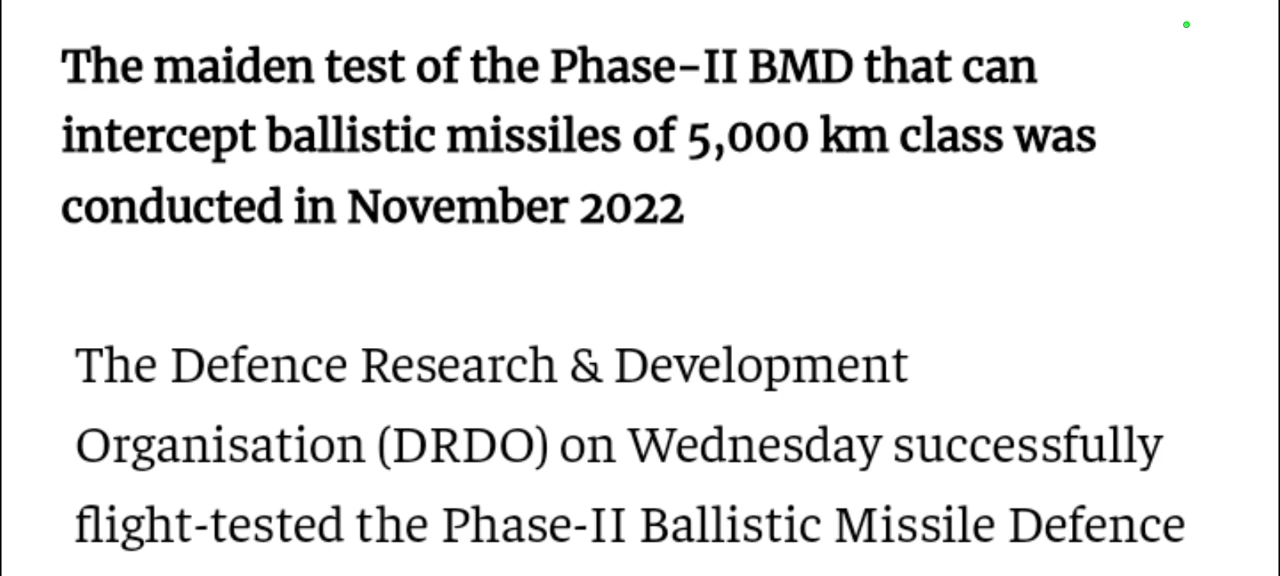 The maiden test of the Phase-II BMD that can
intercept ballistic missiles of 5,000 km class was
conducted in November 2022
The Defence Research & Development
Organisation (DRDO) on Wednesday successfully
flight-tested the Phase-II Ballistic Missile Defence